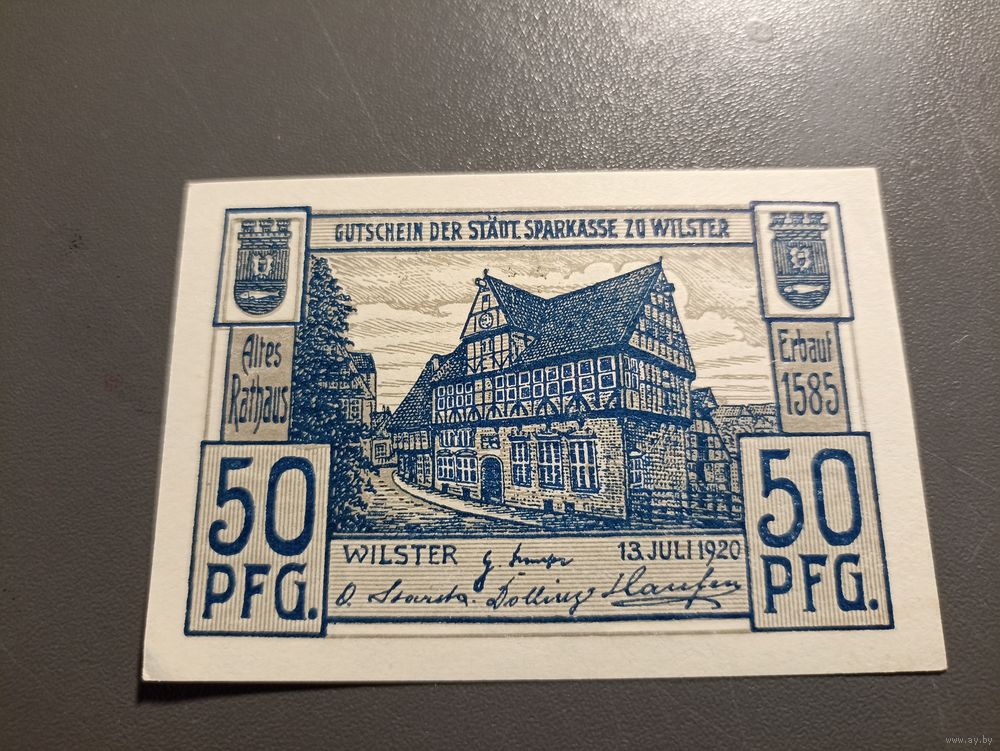 GUTSCHEIN DER STÄDT. SPARKASSE ZU WILSTER
Altes
Rathaus
Erbaut
1585
50
PFG.
50
PFG.
WILSTER
13. JULI 1920
www.ay.by